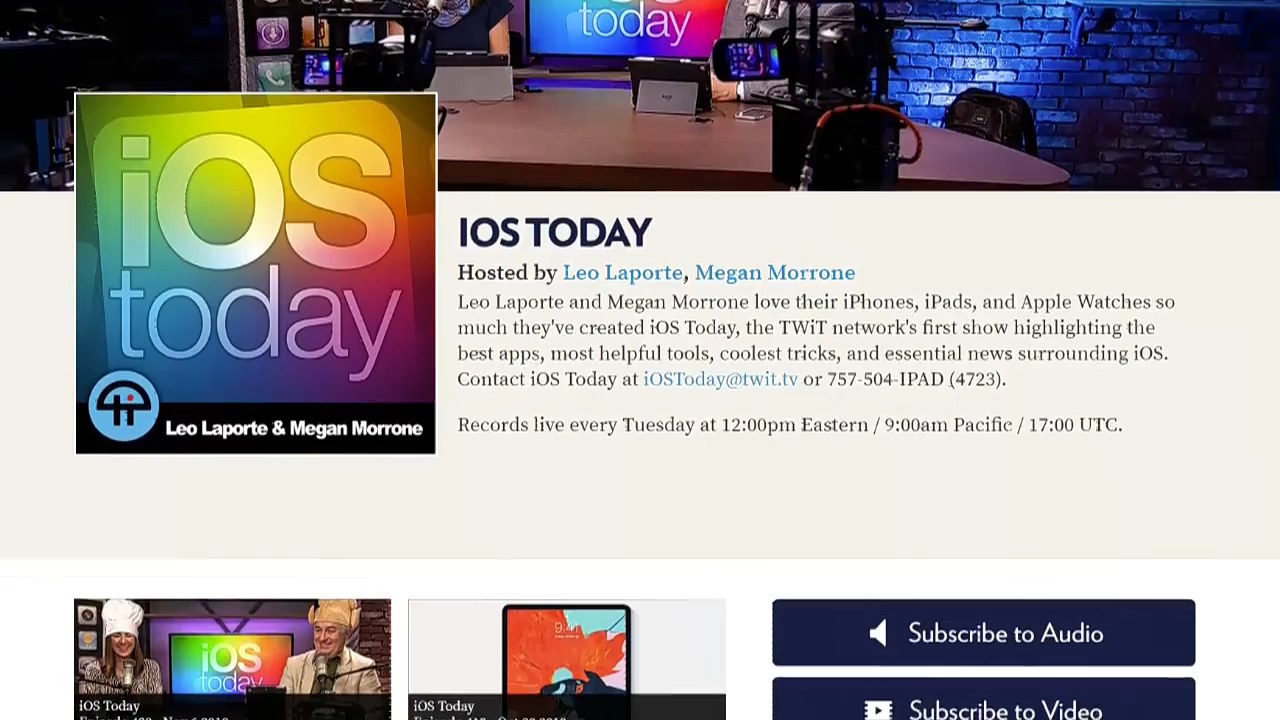 today
iOS
today
Leo Laporte & Megan Morrone
IOS TODAY
Hosted by Leo Laporte, Megan Morrone
Leo Laporte and Megan Morrone love their iPhones, iPads, and Apple Watches so
much they've created iOS Today, the TWiT network's first show highlighting the
best apps, most helpful tools, coolest tricks, and essential news surrounding iOS.
Contact iOS Today at iOSToday@twit.tv or 757-504-IPAD (4723).
Records live every Tuesday at 12:00pm Eastern / 9:00am Pacific / 17:00 UTC.
iOS
today
iOS Today
9:41
iOS Today
Subscribe to Audio
Subscribe to Video